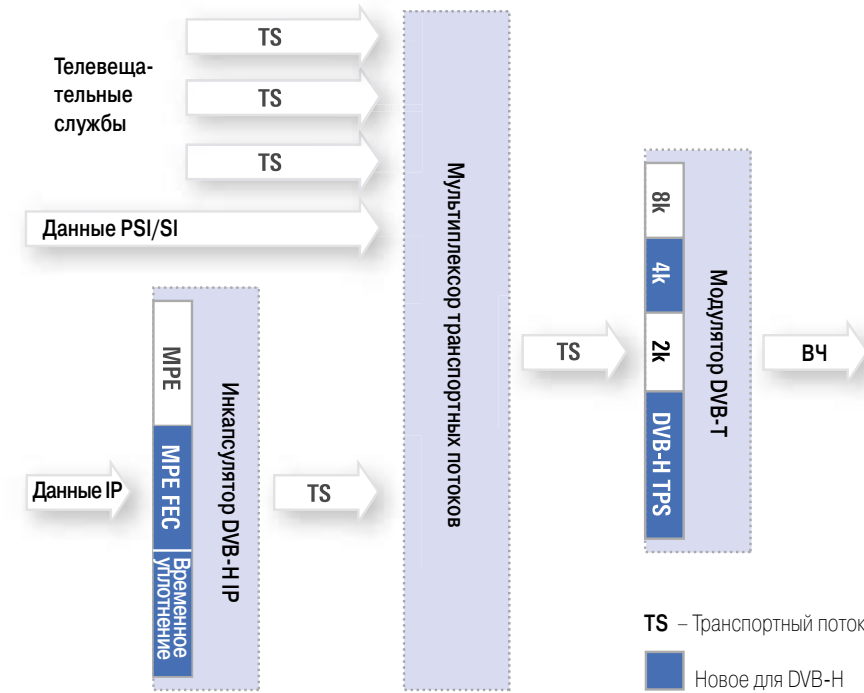 TS
Телевеща-
тельные
службы
TS
TS
Данные PSI/SI
Мультиплексор транспортных потоков
Данные IP
MPE
MPE FEC
Временное
уплотнение
Инкапсулятор DVB-H IP
TS
TS
8k
4k
2k
DVB-H TPS
Модулятор DVB-T
ВЧ
TS – Транспортный поток
Новое для DVB-H